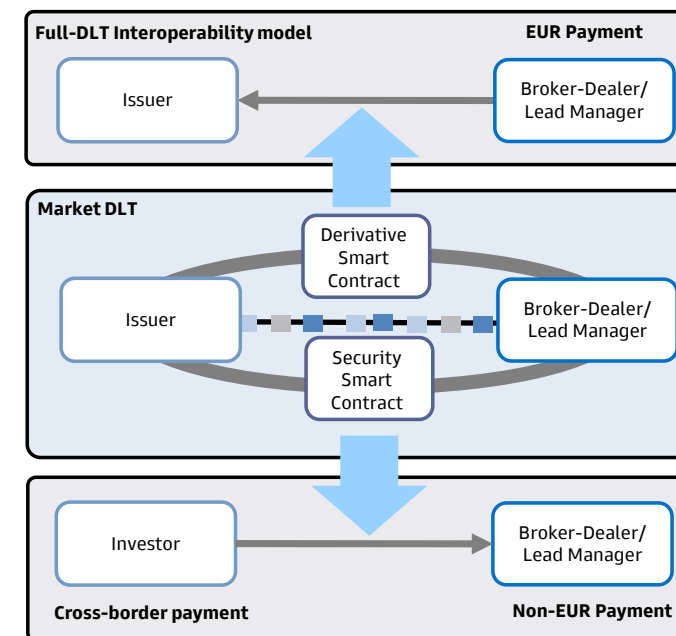 Full-DLT Interoperability model
EUR Payment
Issuer
Broker-Dealer/
Lead Manager
Market DLT
Derivative
Smart
Contract
Issuer
Broker-Dealer/
Lead Manager
Security
Smart
Contract
Investor
Broker-Dealer/
Lead Manager
Cross-border payment
Non-EUR Payment